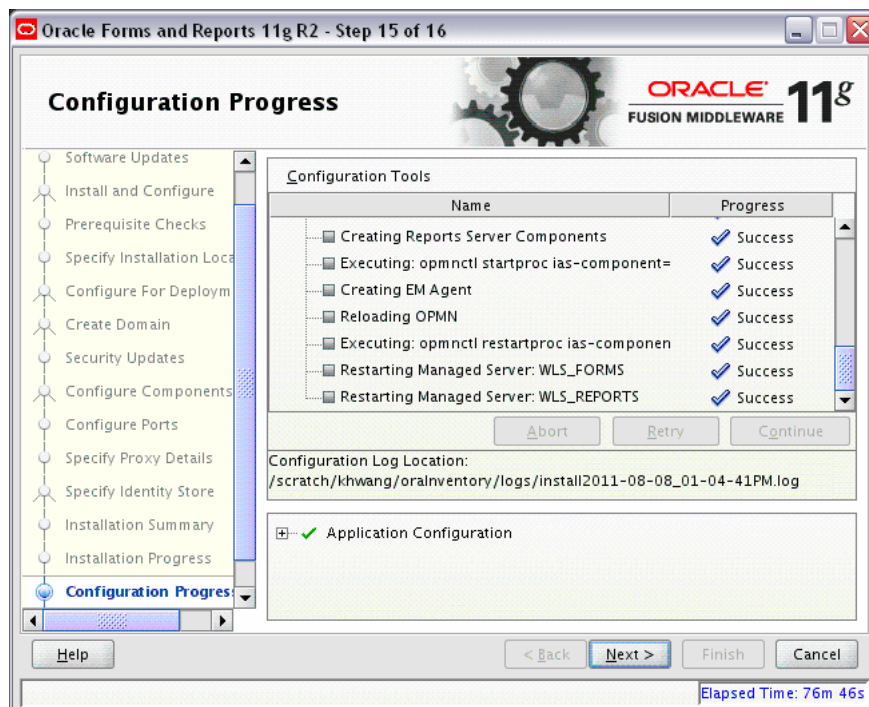 Oracle Forms and Reports 11g R2 - Step 15 of 16
Configuration Progress
ORACLE
FUSION MIDDLEWARE 11g
Software Updates
Install and Configure
Prerequisite Checks
Specify Installation Loca
Configure For Deploym
Create Domain
Security Updates
Configure Components
Configure Ports
Specify Proxy Details
Specify Identity Store
Installation Summary
Installation Progress
Configuration Progres
Configuration Tools
Name Progress
Creating Reports Server Components Success
Executing: opmnctl startproc ias-component= Success
Creating EM Agent Success
Reloading OPMN Success
Executing: opmnctl restartproc ias-componen Success
Restarting Managed Server: WLS_FORMS Success
Restarting Managed Server: WLS_REPORTS Success
Abort Retry Continue
Configuration Log Location:
/scratch/khwang/oraInventory/logs/install2011-08-08_01-04-41PM.log
Application Configuration
Help < Back Next > Finish Cancel
Elapsed Time: 76m 46s